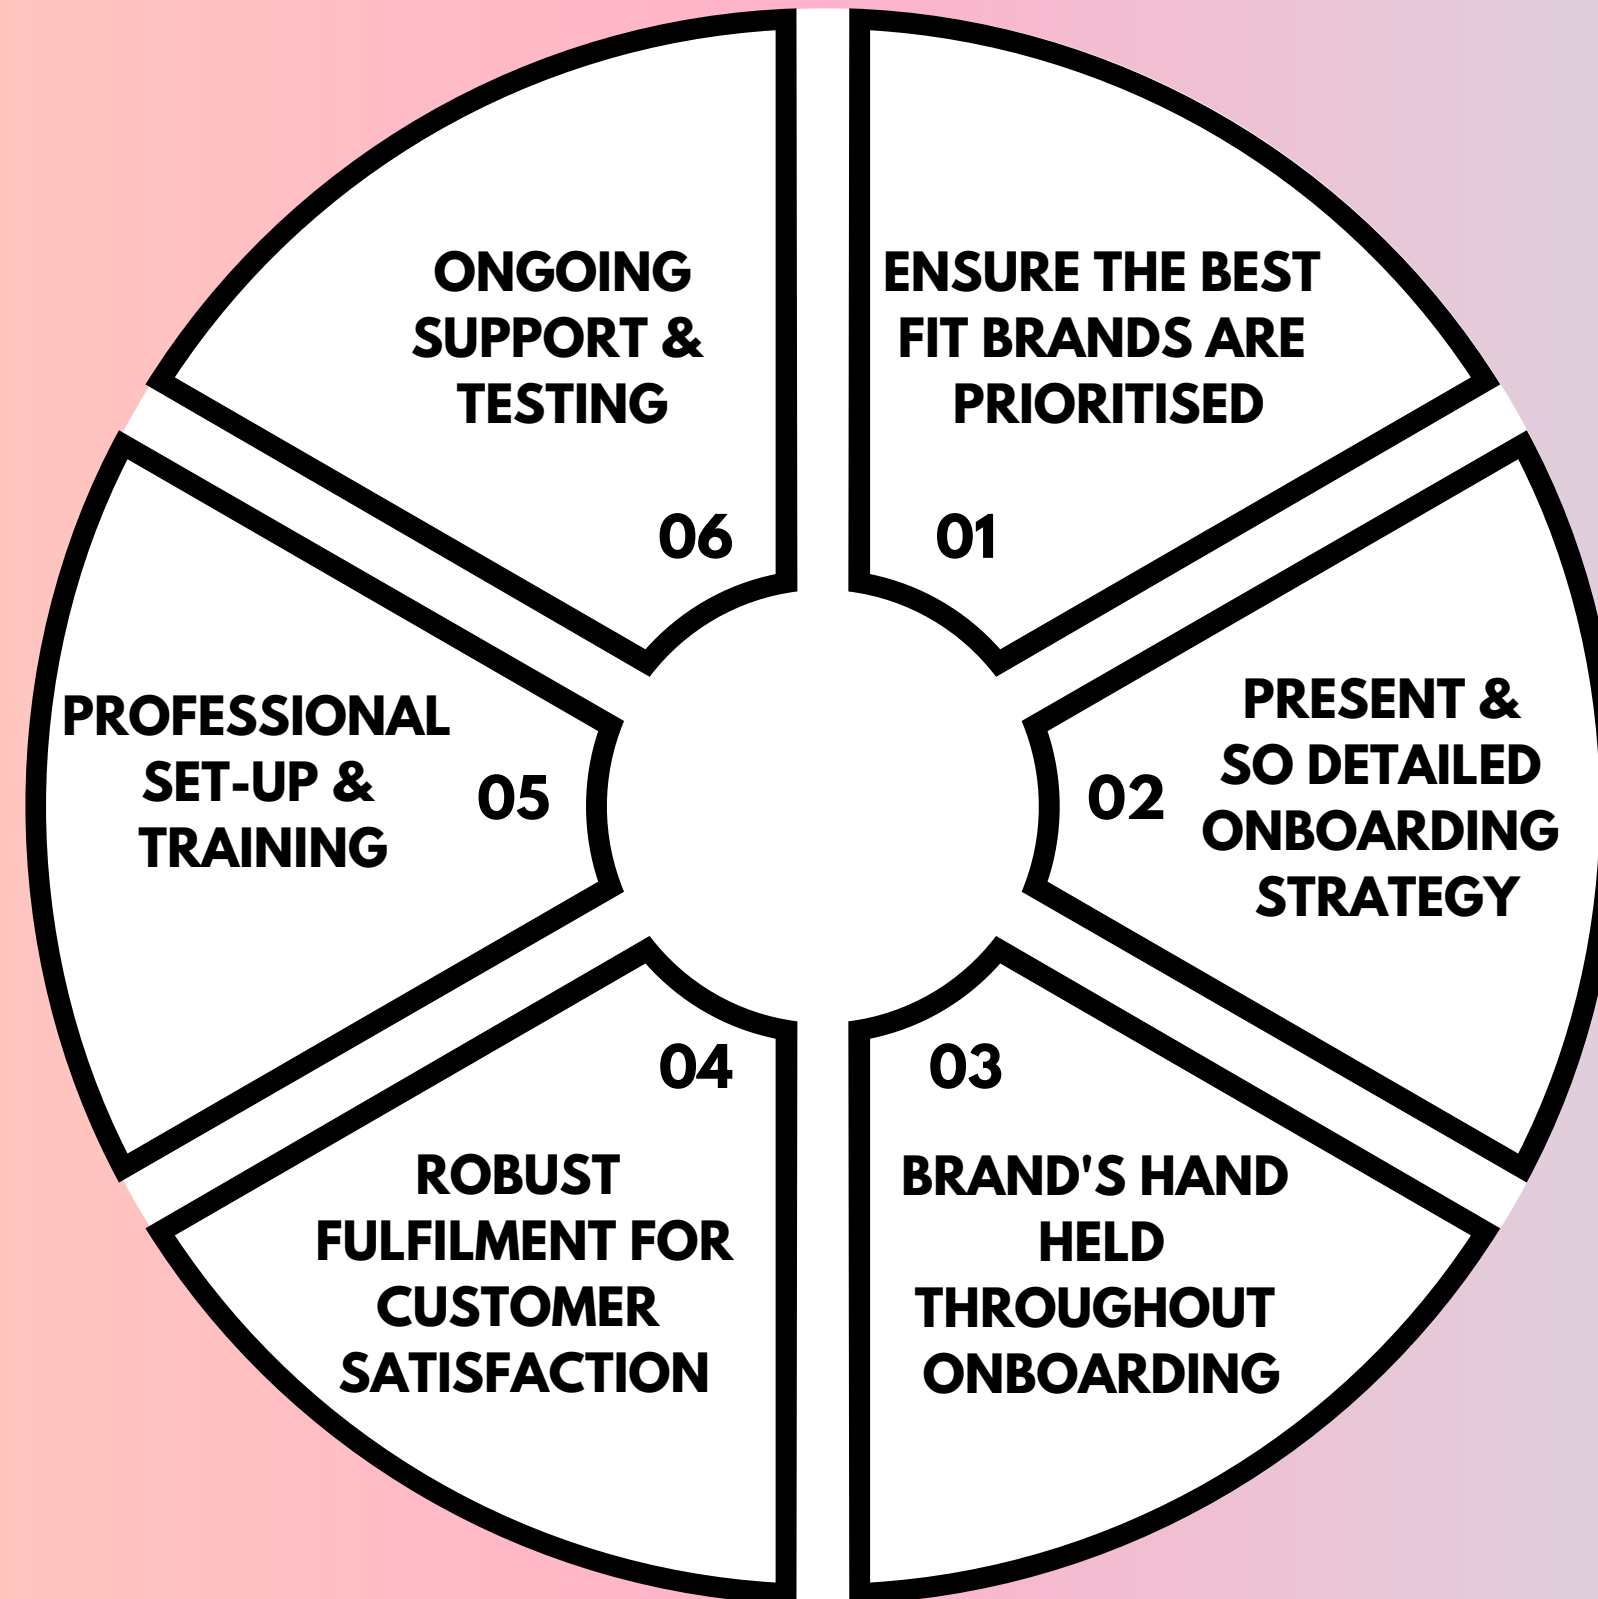 ENSURE THE BEST
FIT BRANDS ARE
PRIORITISED
01
02
PRESENT &
SO DETAILED
ONBOARDING
STRATEGY
03
BRAND'S HAND
HELD
THROUGHOUT
ONBOARDING
04
ROBUST
FULFILMENT FOR
CUSTOMER
SATISFACTION
PROFESSIONAL
SET-UP &
TRAINING
05
ONGOING
SUPPORT &
TESTING
06